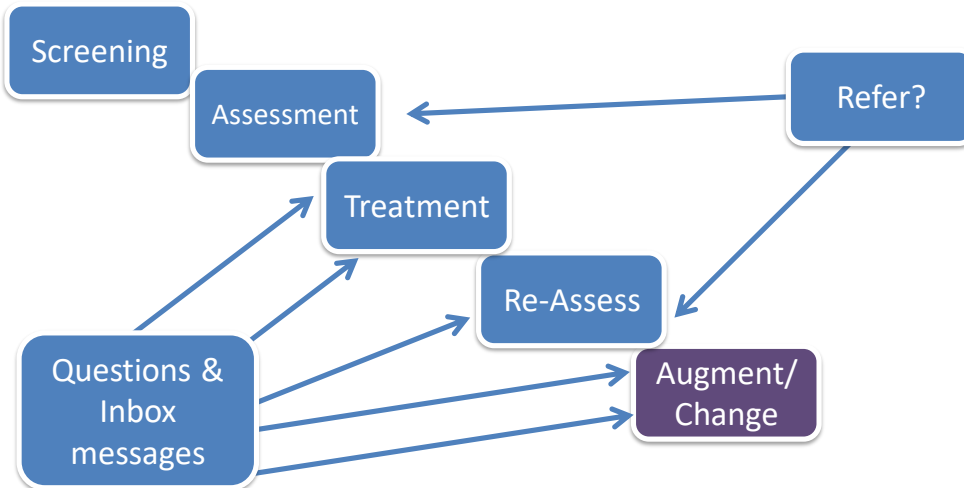 Screening
Assessment
Refer?
Treatment
Re-Assess
Questions &
Inbox
messages
Augment/
Change